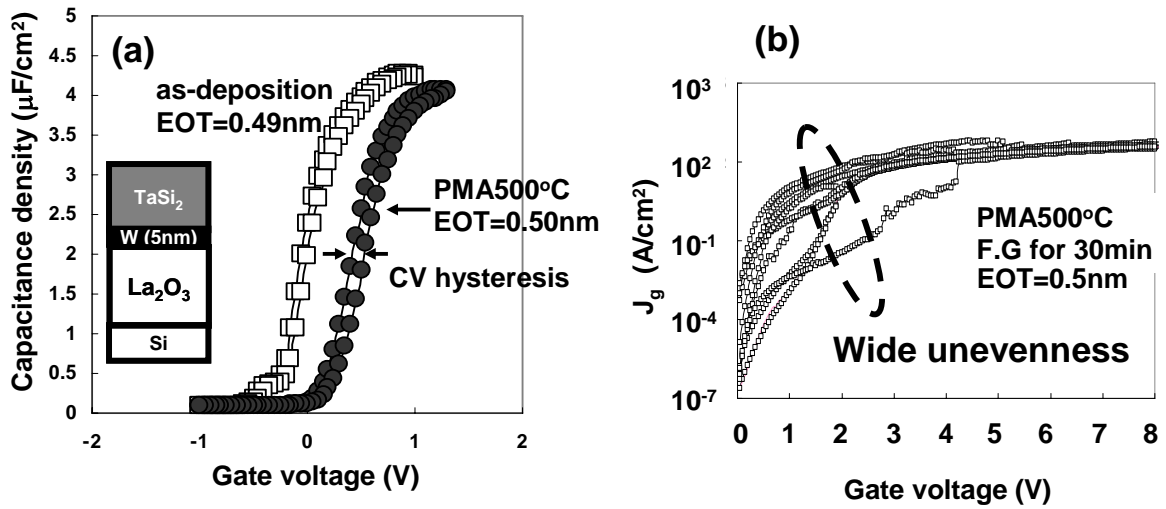 (a)
as-deposition
EOT=0.49nm
PMA500°C
EOT=0.50nm
CV hysteresis
TaSi₂
W (5nm)
La₂O₃
Si
Capacitance density (µF/cm²)
5
4.5
4
3.5
3
2.5
2
1.5
1
0.5
0
-2 -1 0 1 2
Gate voltage (V)
(b)
J_g (A/cm²)
10³
10²
10⁻¹
10⁻⁴
10⁻⁷
PMA500°C
F.G for 30min
EOT=0.5nm
Wide unevenness
0 1 2 3 4 5 6 7 8
Gate voltage (V)